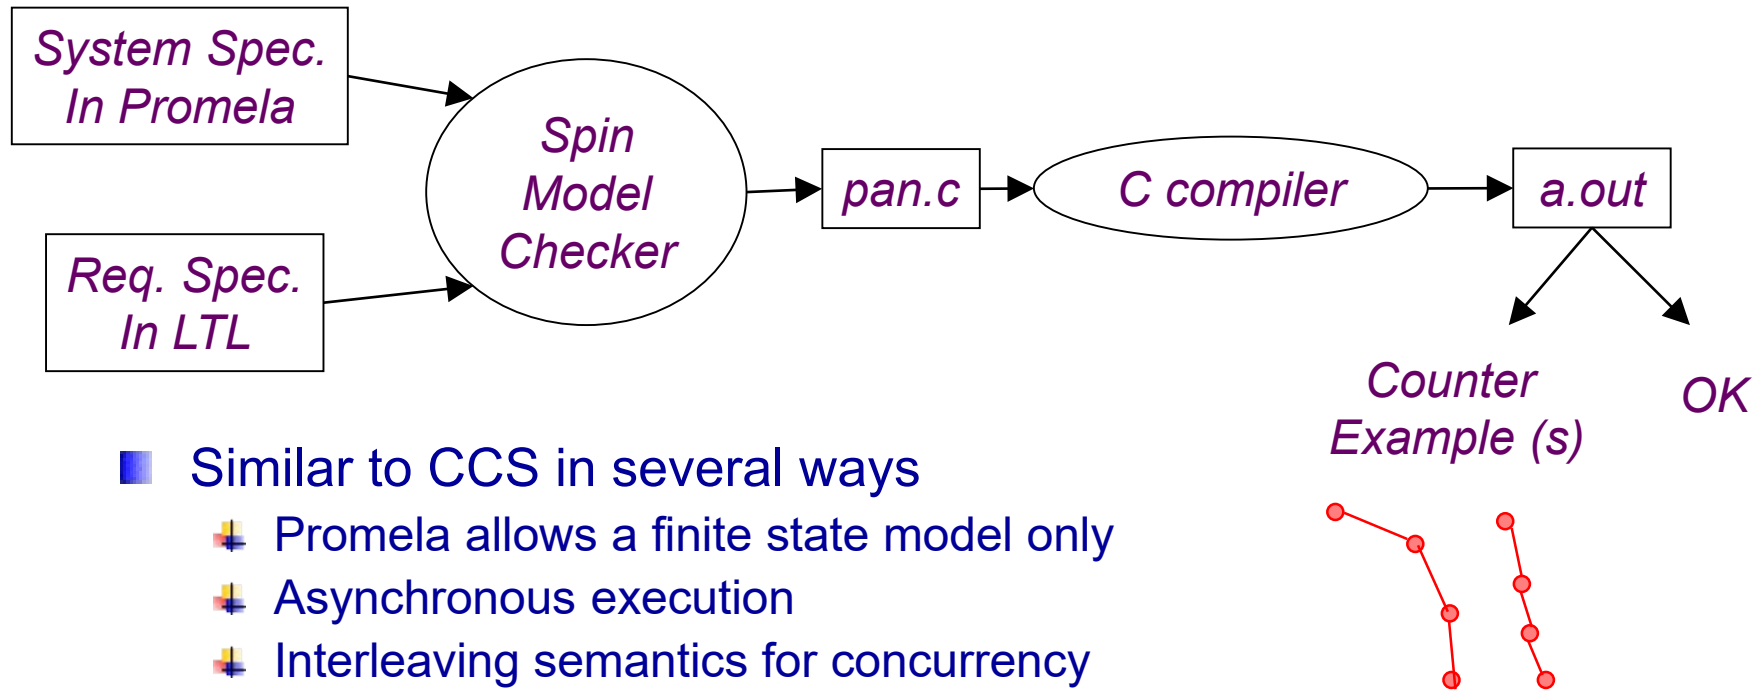 System Spec.
In Promela
Req. Spec.
In LTL
Spin
Model
Checker
pan.c
C compiler
a.out
Counter
Example (s)
OK
Similar to CCS in several ways
Promela allows a finite state model only
Asynchronous execution
Interleaving semantics for concurrency